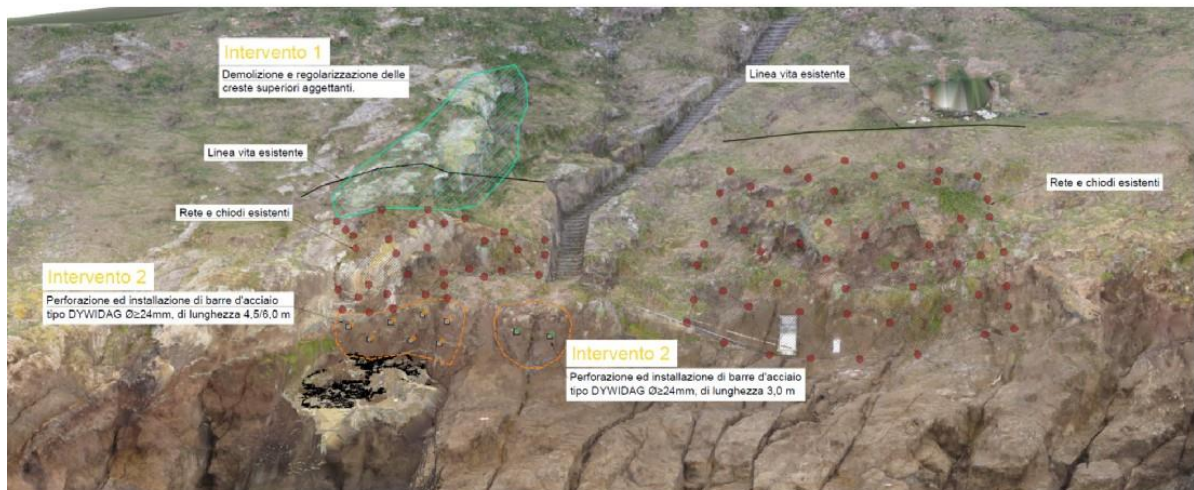 Intervento 1
Demolizione e regolarizzazione delle
creste superiori aggettanti.
Linea vita esistente
Linea vita esistente
Rete e chiodi esistenti
Rete e chiodi esistenti
Intervento 2
Perforazione ed installazione di barre d'acciaio
tipo DYWIDAG Ø≥24mm, di lunghezza 4,5/6,0 m
Intervento 2
Perforazione ed installazione di barre d'acciaio
tipo DYWIDAG Ø≥24mm, di lunghezza 3,0 m